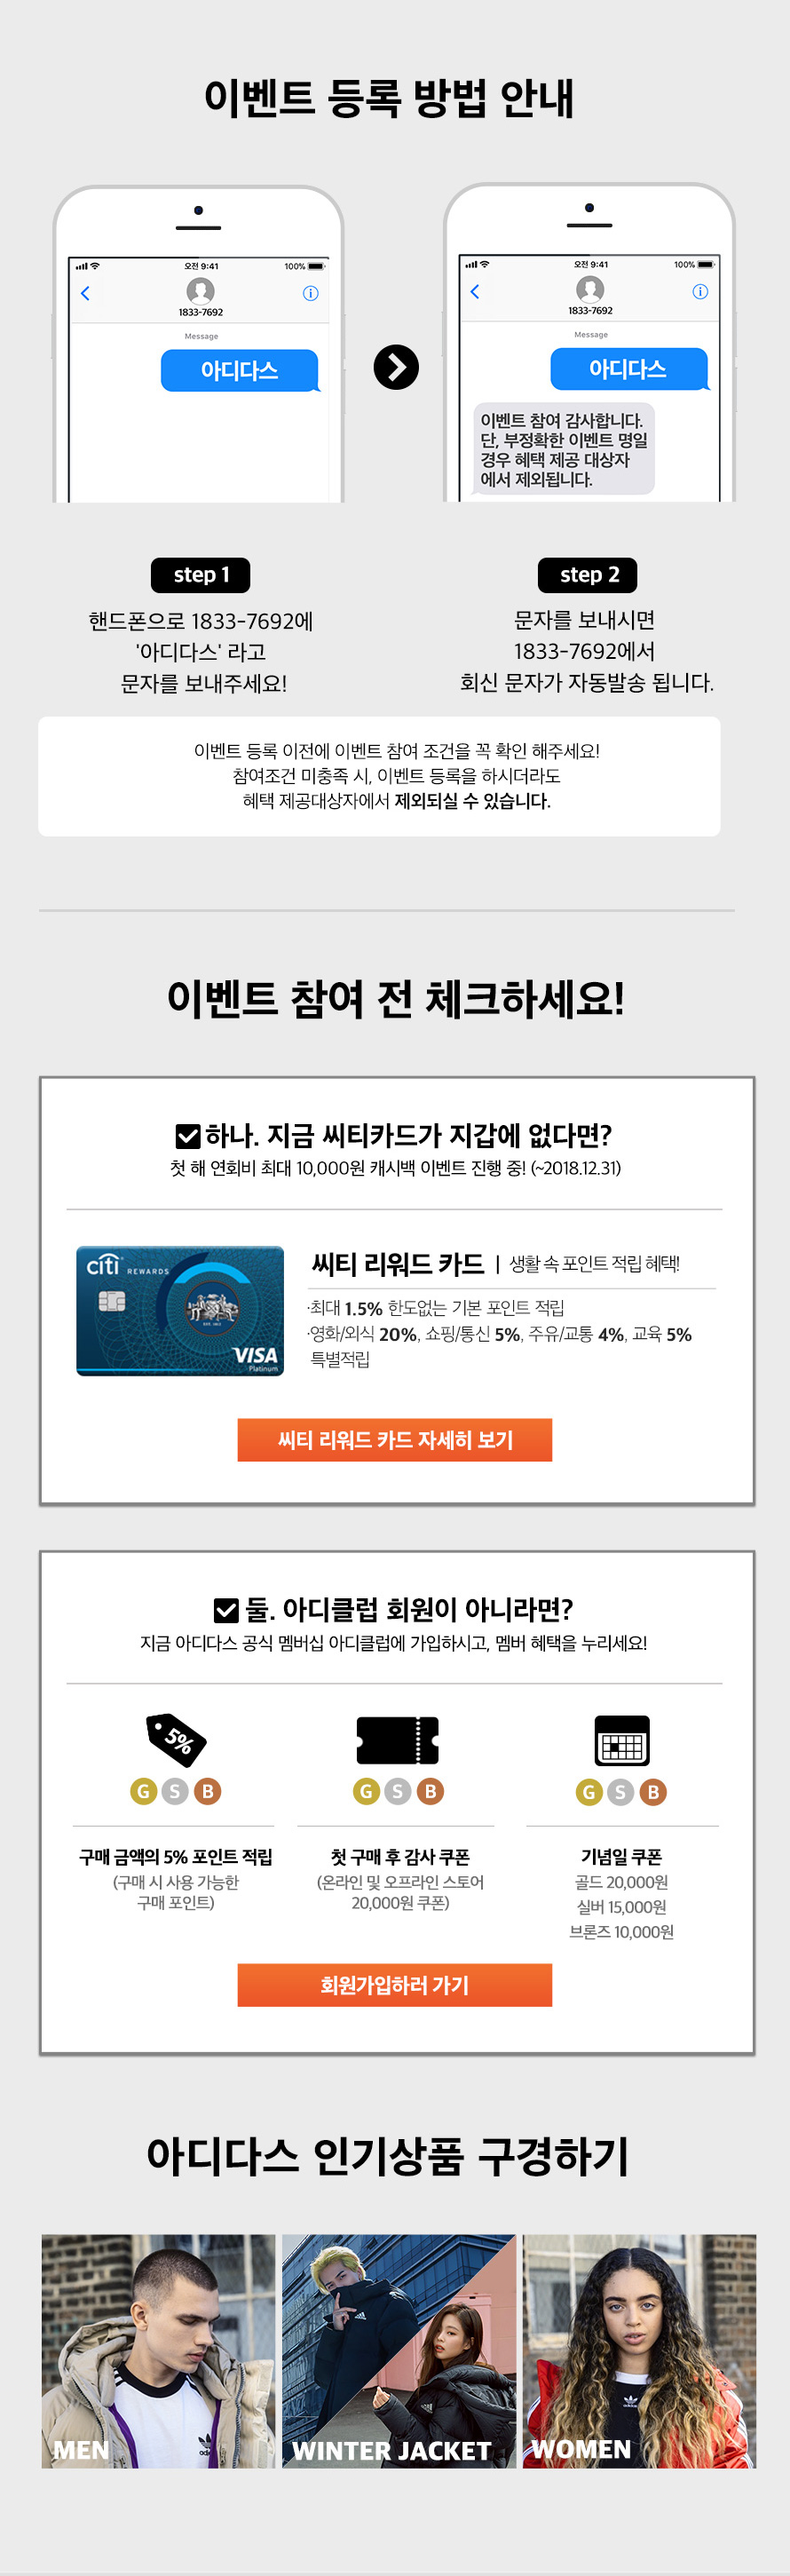 이벤트 등록 방법 안내
오전 9:41
100%
1833-7692
Message
아디다스
오전 9:41
100%
1833-7692
Message
아디다스
이벤트 참여 감사합니다.
단, 부정확한 이벤트 명일
경우 혜택 제공 대상자
에서 제외됩니다.
step 1
핸드폰으로 1833-7692에
'아디다스' 라고
문자를 보내주세요!
step 2
문자를 보내시면
1833-7692에서
회신 문자가 자동발송 됩니다.
이벤트 등록 이전에 이벤트 참여 조건을 꼭 확인 해주세요!
참여조건 미충족 시, 이벤트 등록을 하시더라도
혜택 제공대상자에서 제외되실 수 있습니다.
이벤트 참여 전 체크하세요!
하나. 지금 씨티카드가 지갑에 없다면?
첫 해 연회비 최대 10,000원 캐시백 이벤트 진행 중! (~2018.12.31)
citi REWARDS
VISA
Platinum
씨티 리워드 카드 | 생활 속 포인트 적립 혜택!
·최대 1.5% 한도없는 기본 포인트 적립
·영화/외식 20%, 쇼핑/통신 5%, 주유/교통 4%, 교육 5%
특별적립
씨티 리워드 카드 자세히 보기
둘. 아디클럽 회원이 아니라면?
지금 아디다스 공식 멤버십 아디클럽에 가입하시고, 멤버 혜택을 누리세요!
5%
G S B
G S B
G S B
구매 금액의 5% 포인트 적립
(구매 시 사용 가능한
구매 포인트)
첫 구매 후 감사 쿠폰
(온라인 및 오프라인 스토어
20,000원 쿠폰)
기념일 쿠폰
골드 20,000원
실버 15,000원
브론즈 10,000원
회원가입하러 가기
아디다스 인기상품 구경하기
MEN
WINTER JACKET
adidas
WOMEN